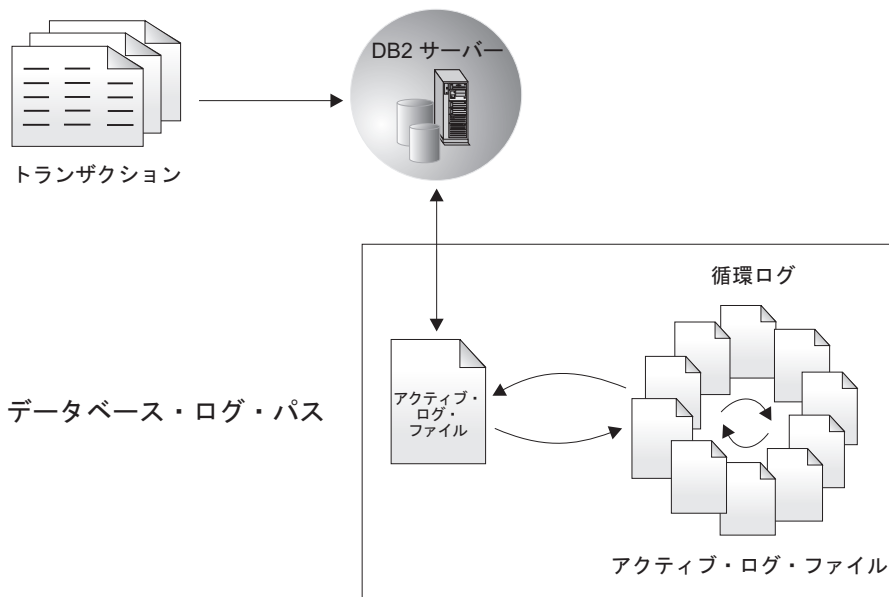 DB2 サーバー
トランザクション
循環ログ
データベース・ログ・パス
アクティブ・
ログ・
ファイル
アクティブ・ログ・ファイル